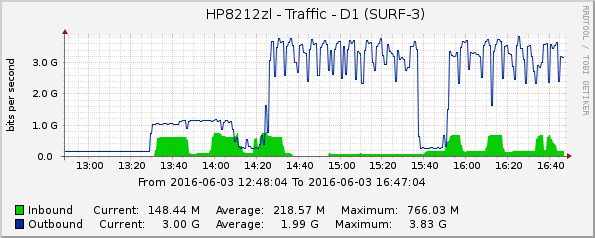 HP8212zl - Traffic - D1 (SURF-3)
RRDTOOL / TOBI OETIKER
bits per second
3.0 G
2.0 G
1.0 G
0.0
13:00 13:20 13:40 14:00 14:20 14:40 15:00 15:20 15:40 16:00 16:20 16:40
From 2016-06-03 12:48:04 To 2016-06-03 16:47:04
Inbound Current: 148.44 M Average: 218.57 M Maximum: 766.03 M
Outbound Current: 3.00 G Average: 1.99 G Maximum: 3.83 G